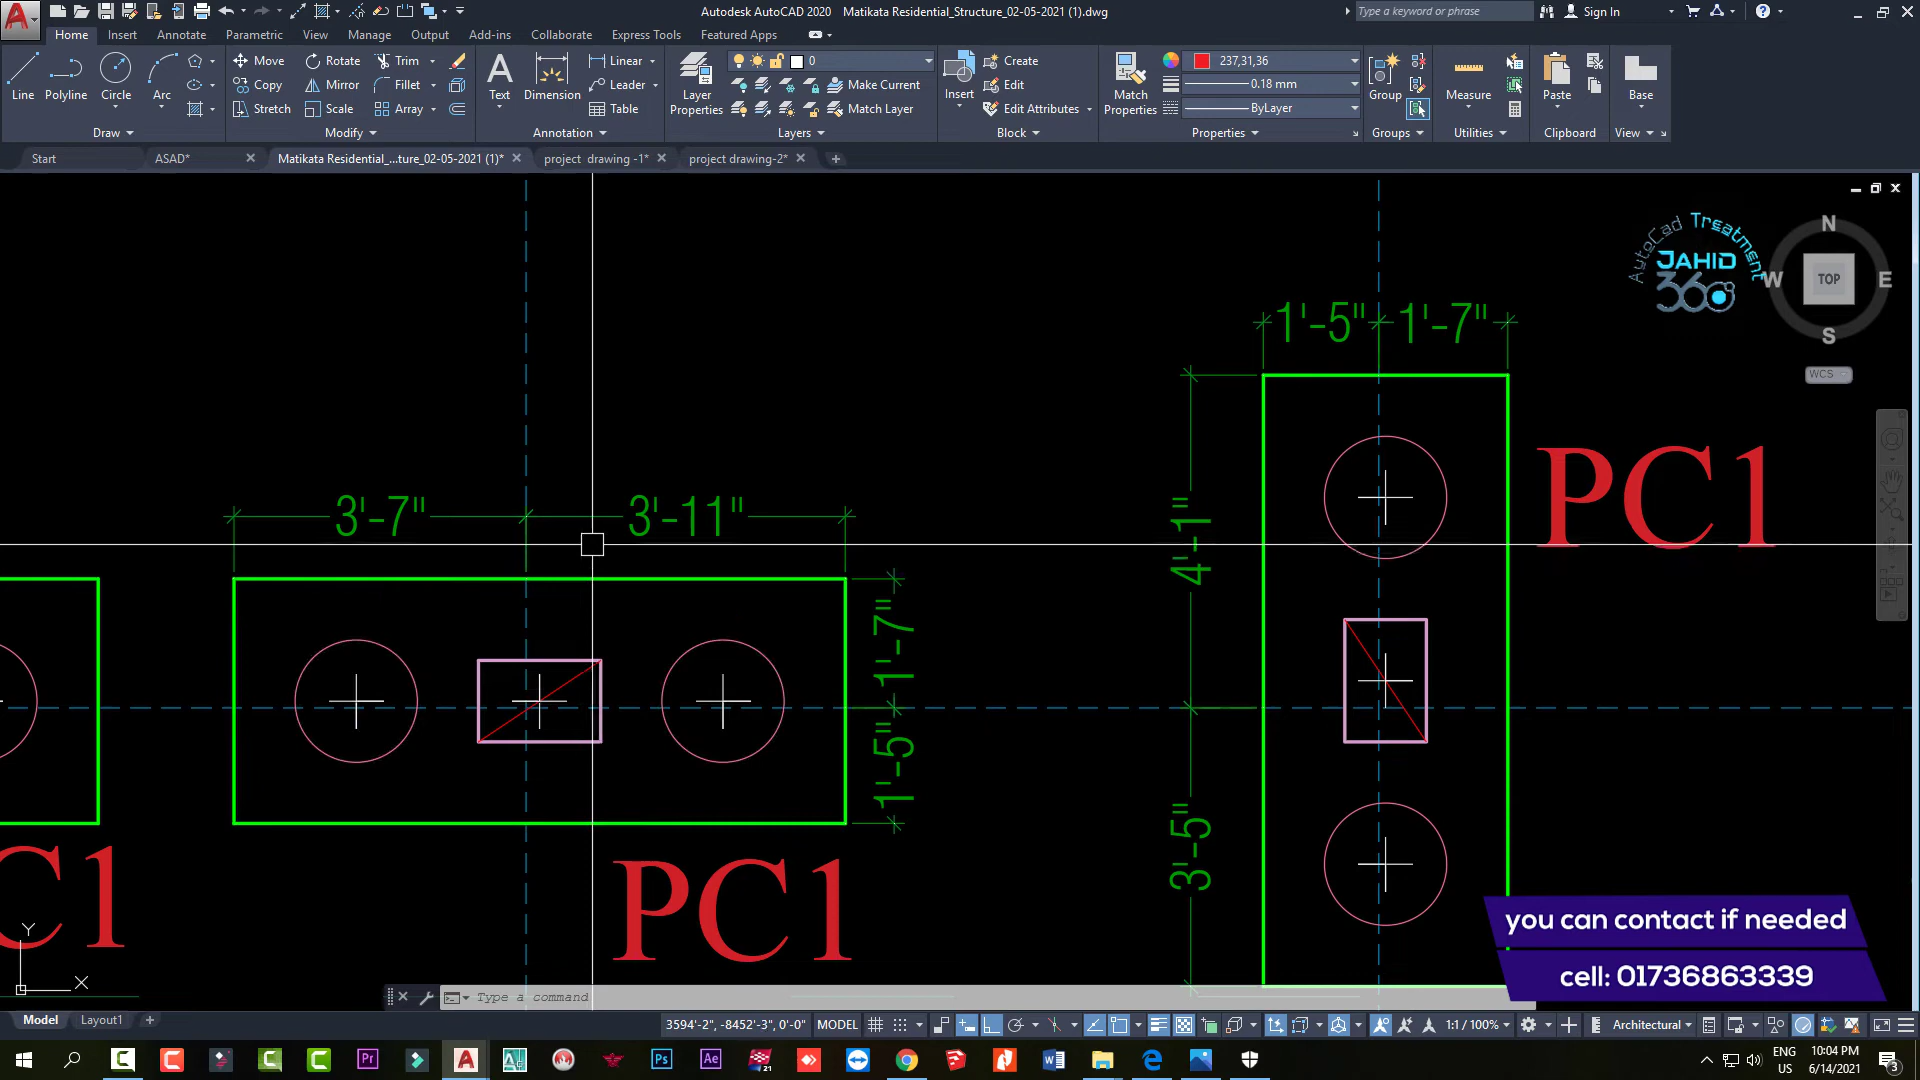 Autodesk AutoCAD 2020 Matikata Residential_Structure_02-05-2021 (1).dwg
Type a keyword or phrase
Sign In
Home Insert Annotate Parametric View Manage Output Add-ins Collaborate Express Tools Featured Apps
Line Polyline Circle Arc
Move Rotate Trim
Copy Mirror Fillet
Stretch Scale Array
Text Dimension
Linear
Leader
Table
Layer Properties
0
Make Current
Match Layer
Insert
Create
Edit
Edit Attributes
Match Properties
237,31,36
0.18 mm
ByLayer
Group
Measure
Paste
Base
Draw Modify Annotation Layers Block Properties Groups Utilities Clipboard View
Start ASAD* Matikata Residential_...ture_02-05-2021 (1)* project drawing -1* project drawing-2*
AutoCad Treatment
JAHID
360
N
W TOP E
S
WCS
1'-5" 1'-7"
PC1
4'-1"
3'-5"
3'-7" 3'-11"
1'-7"
1'-5"
PC1
C1
Y
X
you can contact if needed
cell: 01736863339
Type a command
Model Layout1
3594'-2", -8452'-3", 0'-0" MODEL 1:1 / 100% Architectural
Pr Ps Ae 21
ENG
US
10:04 PM
6/14/2021
3